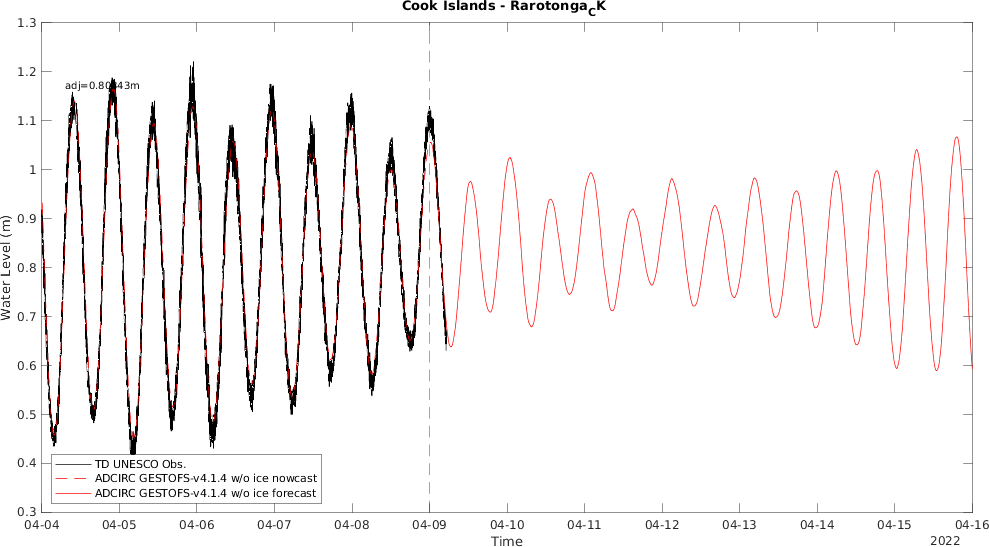 Cook Islands - Rarotonga_CK
1.3
1.2
1.1
1
0.9
0.8
0.7
0.6
0.5
0.4
0.3
Water Level (m)
TD UNESCO Obs.
ADCIRC GESTOFS-v4.1.4 w/o ice nowcast
ADCIRC GESTOFS-v4.1.4 w/o ice forecast
04-04 04-05 04-06 04-07 04-08 04-09 04-10 04-11 04-12 04-13 04-14 04-15 04-16
Time
2022